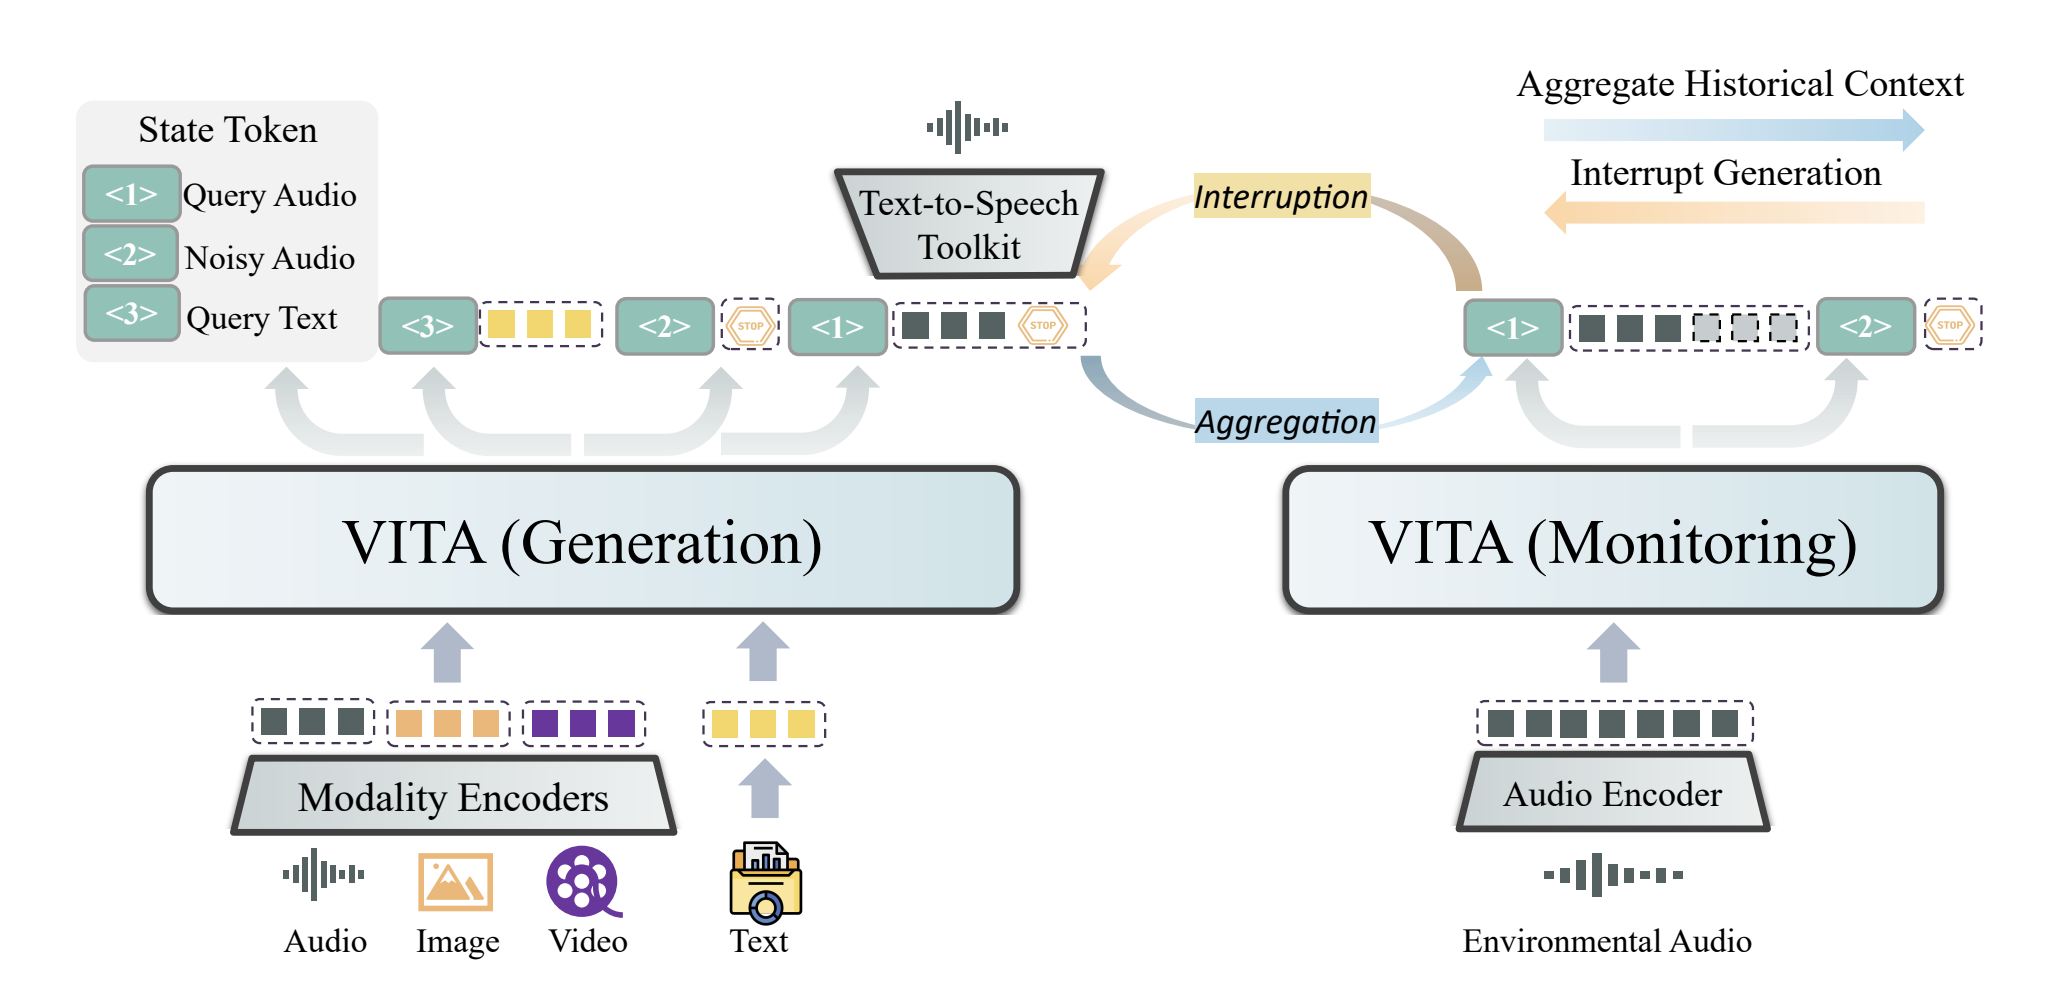 Aggregate Historical Context
Interrupt Generation
State Token
<1> Query Audio
<2> Noisy Audio
<3> Query Text
Text-to-Speech
Toolkit
Interruption
Aggregation
<3>
<2> STOP
<1> STOP
<1>
<2> STOP
VITA (Generation)
VITA (Monitoring)
Modality Encoders
Audio Encoder
Audio
Image
Video
Text
Environmental Audio